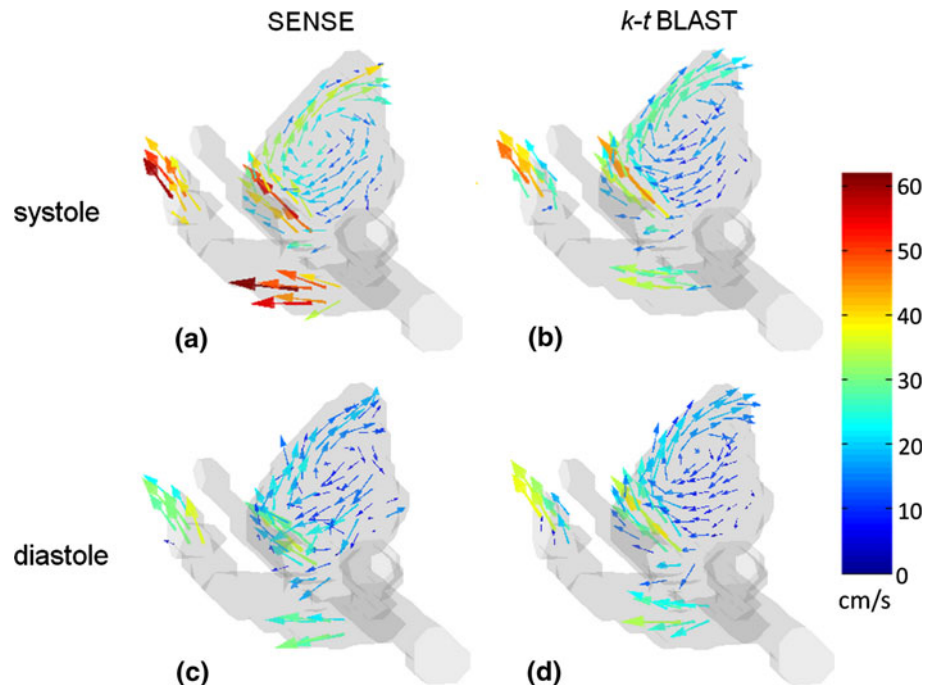 SENSE
k-t BLAST
systole
(a)
(b)
60
50
40
30
20
10
0
cm/s
diastole
(c)
(d)